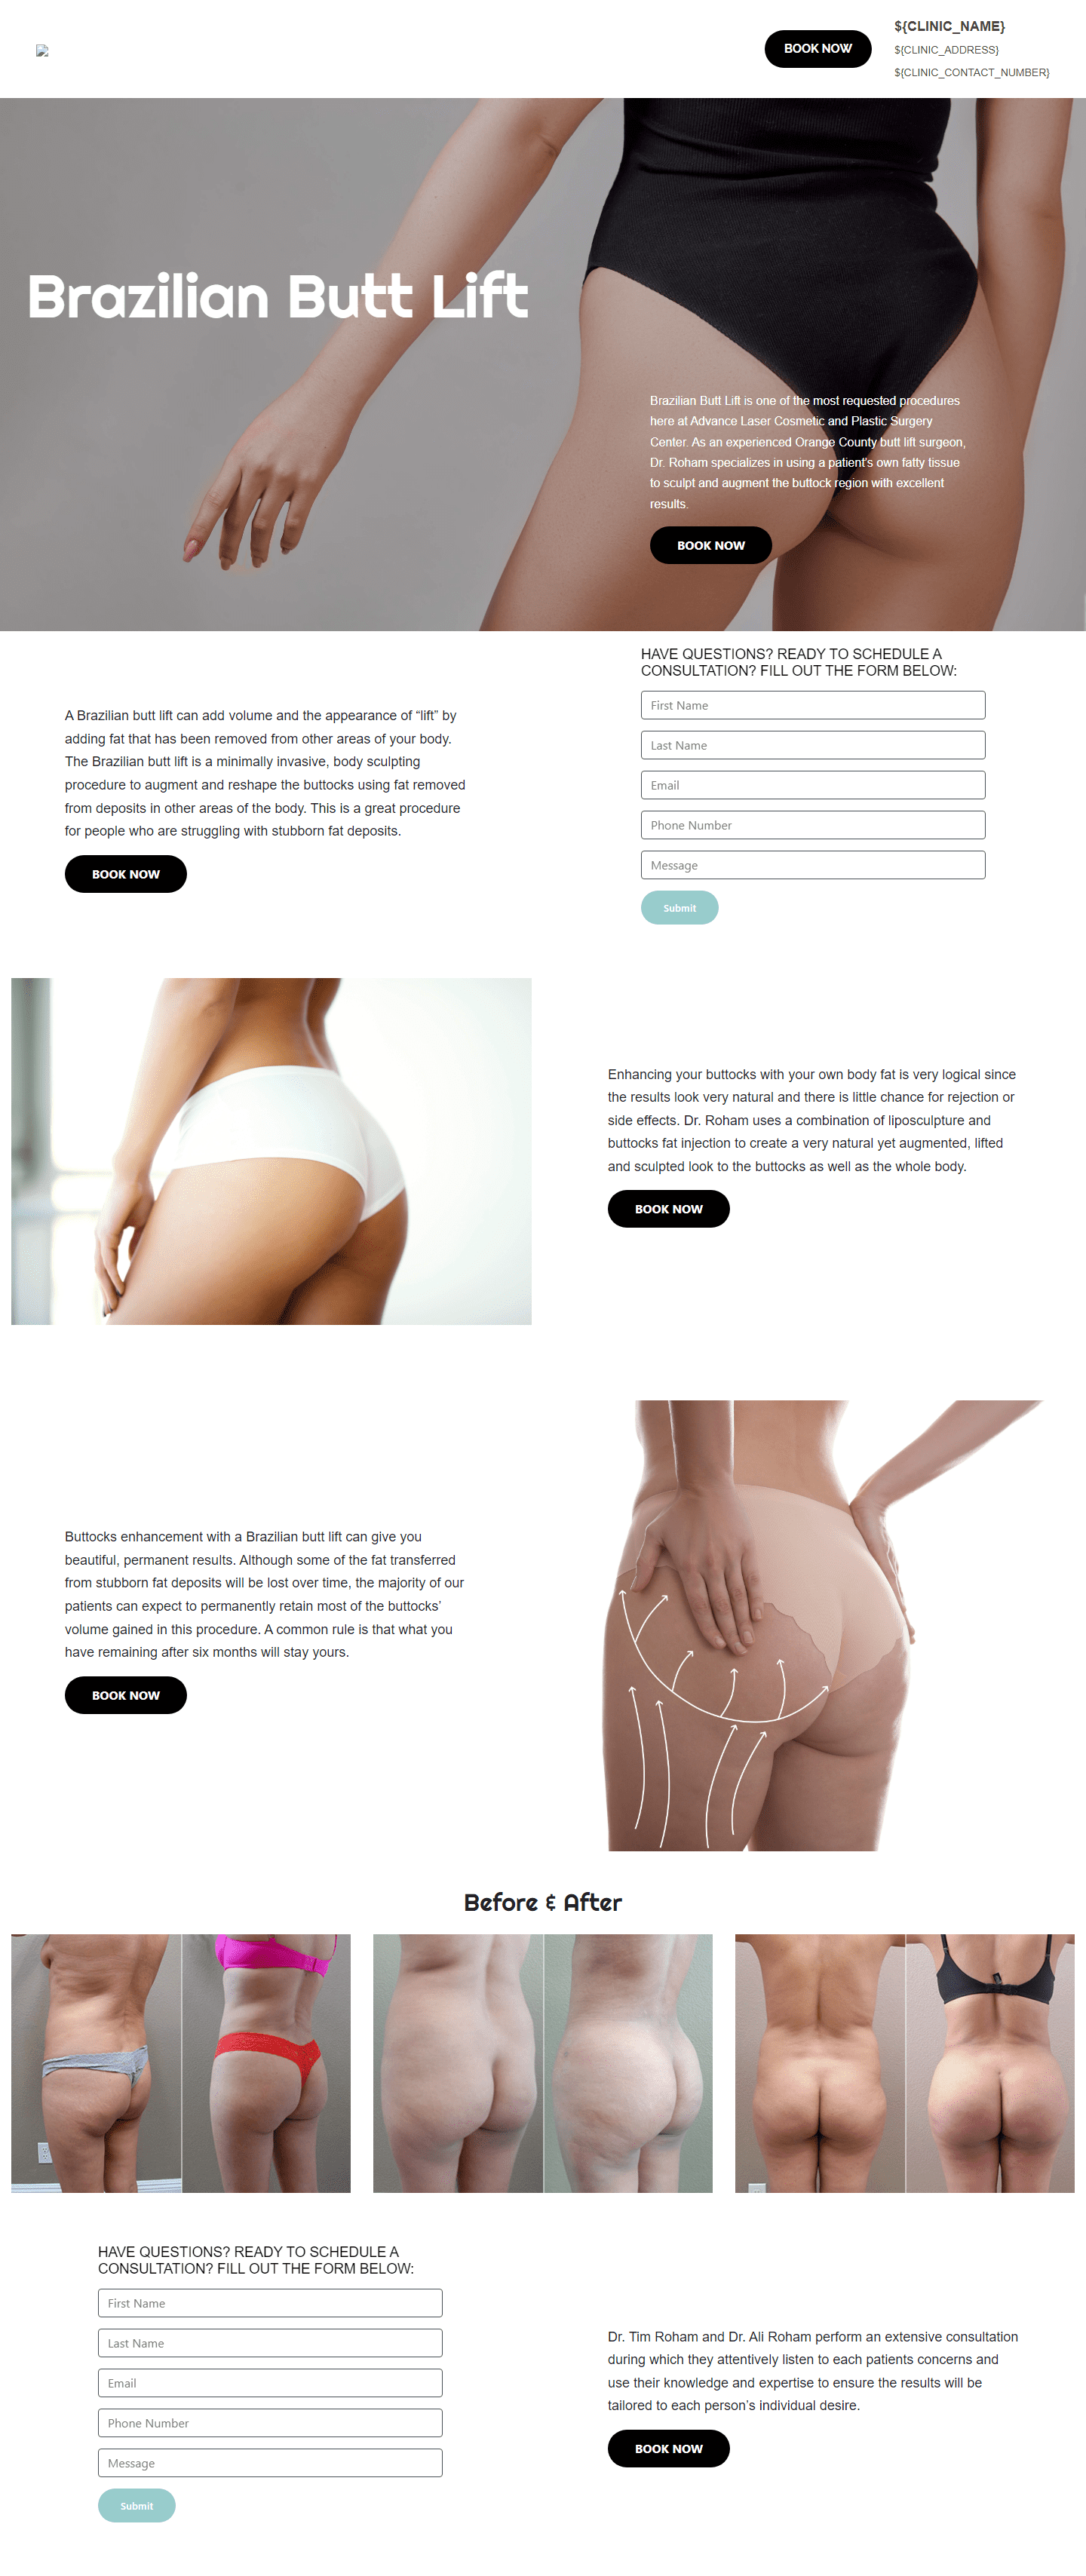 BOOK NOW
${CLINIC_NAME}
${CLINIC_ADDRESS}
${CLINIC_CONTACT_NUMBER}
Brazilian Butt Lift
Brazilian Butt Lift is one of the most requested procedures
here at Advance Laser Cosmetic and Plastic Surgery
Center. As an experienced Orange County butt lift surgeon,
Dr. Roham specializes in using a patient's own fatty tissue
to sculpt and augment the buttock region with excellent
results.
BOOK NOW
A Brazilian butt lift can add volume and the appearance of “lift” by
adding fat that has been removed from other areas of your body.
The Brazilian butt lift is a minimally invasive, body sculpting
procedure to augment and reshape the buttocks using fat removed
from deposits in other areas of the body. This is a great procedure
for people who are struggling with stubborn fat deposits.
BOOK NOW
HAVE QUESTIONS? READY TO SCHEDULE A
CONSULTATION? FILL OUT THE FORM BELOW:
First Name
Last Name
Email
Phone Number
Message
Submit
Enhancing your buttocks with your own body fat is very logical since
the results look very natural and there is little chance for rejection or
side effects. Dr. Roham uses a combination of liposculpture and
buttocks fat injection to create a very natural yet augmented, lifted
and sculpted look to the buttocks as well as the whole body.
BOOK NOW
Buttocks enhancement with a Brazilian butt lift can give you
beautiful, permanent results. Although some of the fat transferred
from stubborn fat deposits will be lost over time, the majority of our
patients can expect to permanently retain most of the buttocks’
volume gained in this procedure. A common rule is that what you
have remaining after six months will stay yours.
BOOK NOW
Before & After
HAVE QUESTIONS? READY TO SCHEDULE A
CONSULTATION? FILL OUT THE FORM BELOW:
First Name
Last Name
Email
Phone Number
Message
Submit
Dr. Tim Roham and Dr. Ali Roham perform an extensive consultation
during which they attentively listen to each patients concerns and
use their knowledge and expertise to ensure the results will be
tailored to each person’s individual desire.
BOOK NOW